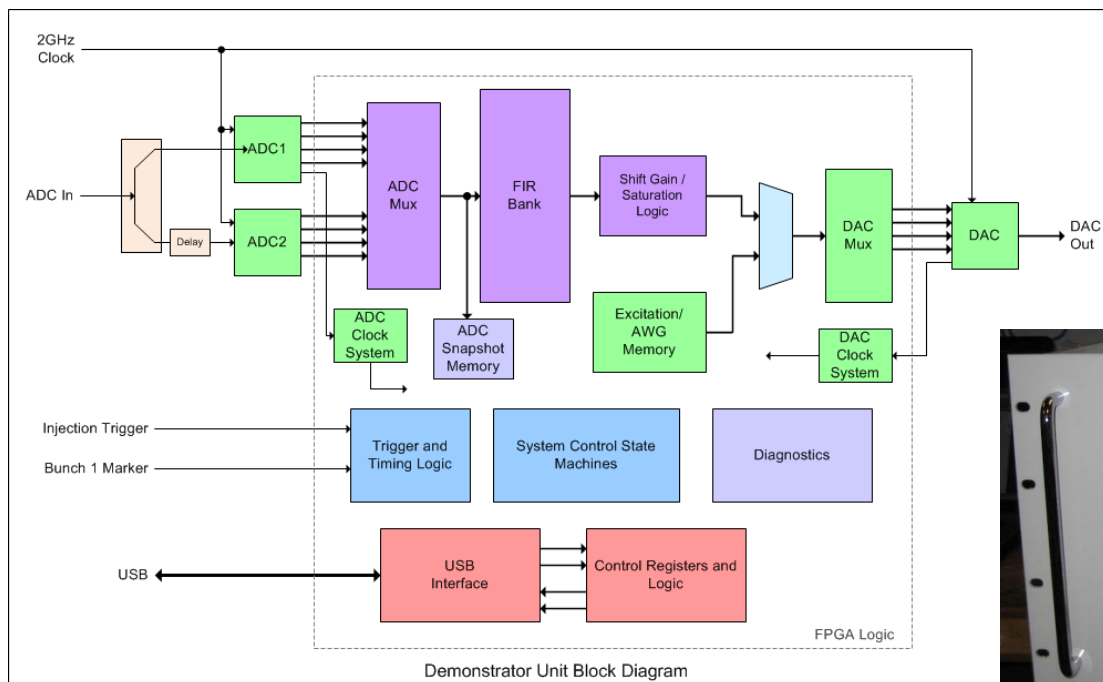 2GHz
Clock
ADC In
Delay
ADC1
ADC2
ADC
Mux
FIR
Bank
Shift Gain /
Saturation
Logic
DAC
Mux
DAC
DAC
Out
ADC
Clock
System
ADC
Snapshot
Memory
Excitation/
AWG
Memory
DAC
Clock
System
Injection Trigger
Bunch 1 Marker
Trigger and
Timing Logic
System Control State
Machines
Diagnostics
USB
USB
Interface
Control Registers and
Logic
FPGA Logic
Demonstrator Unit Block Diagram